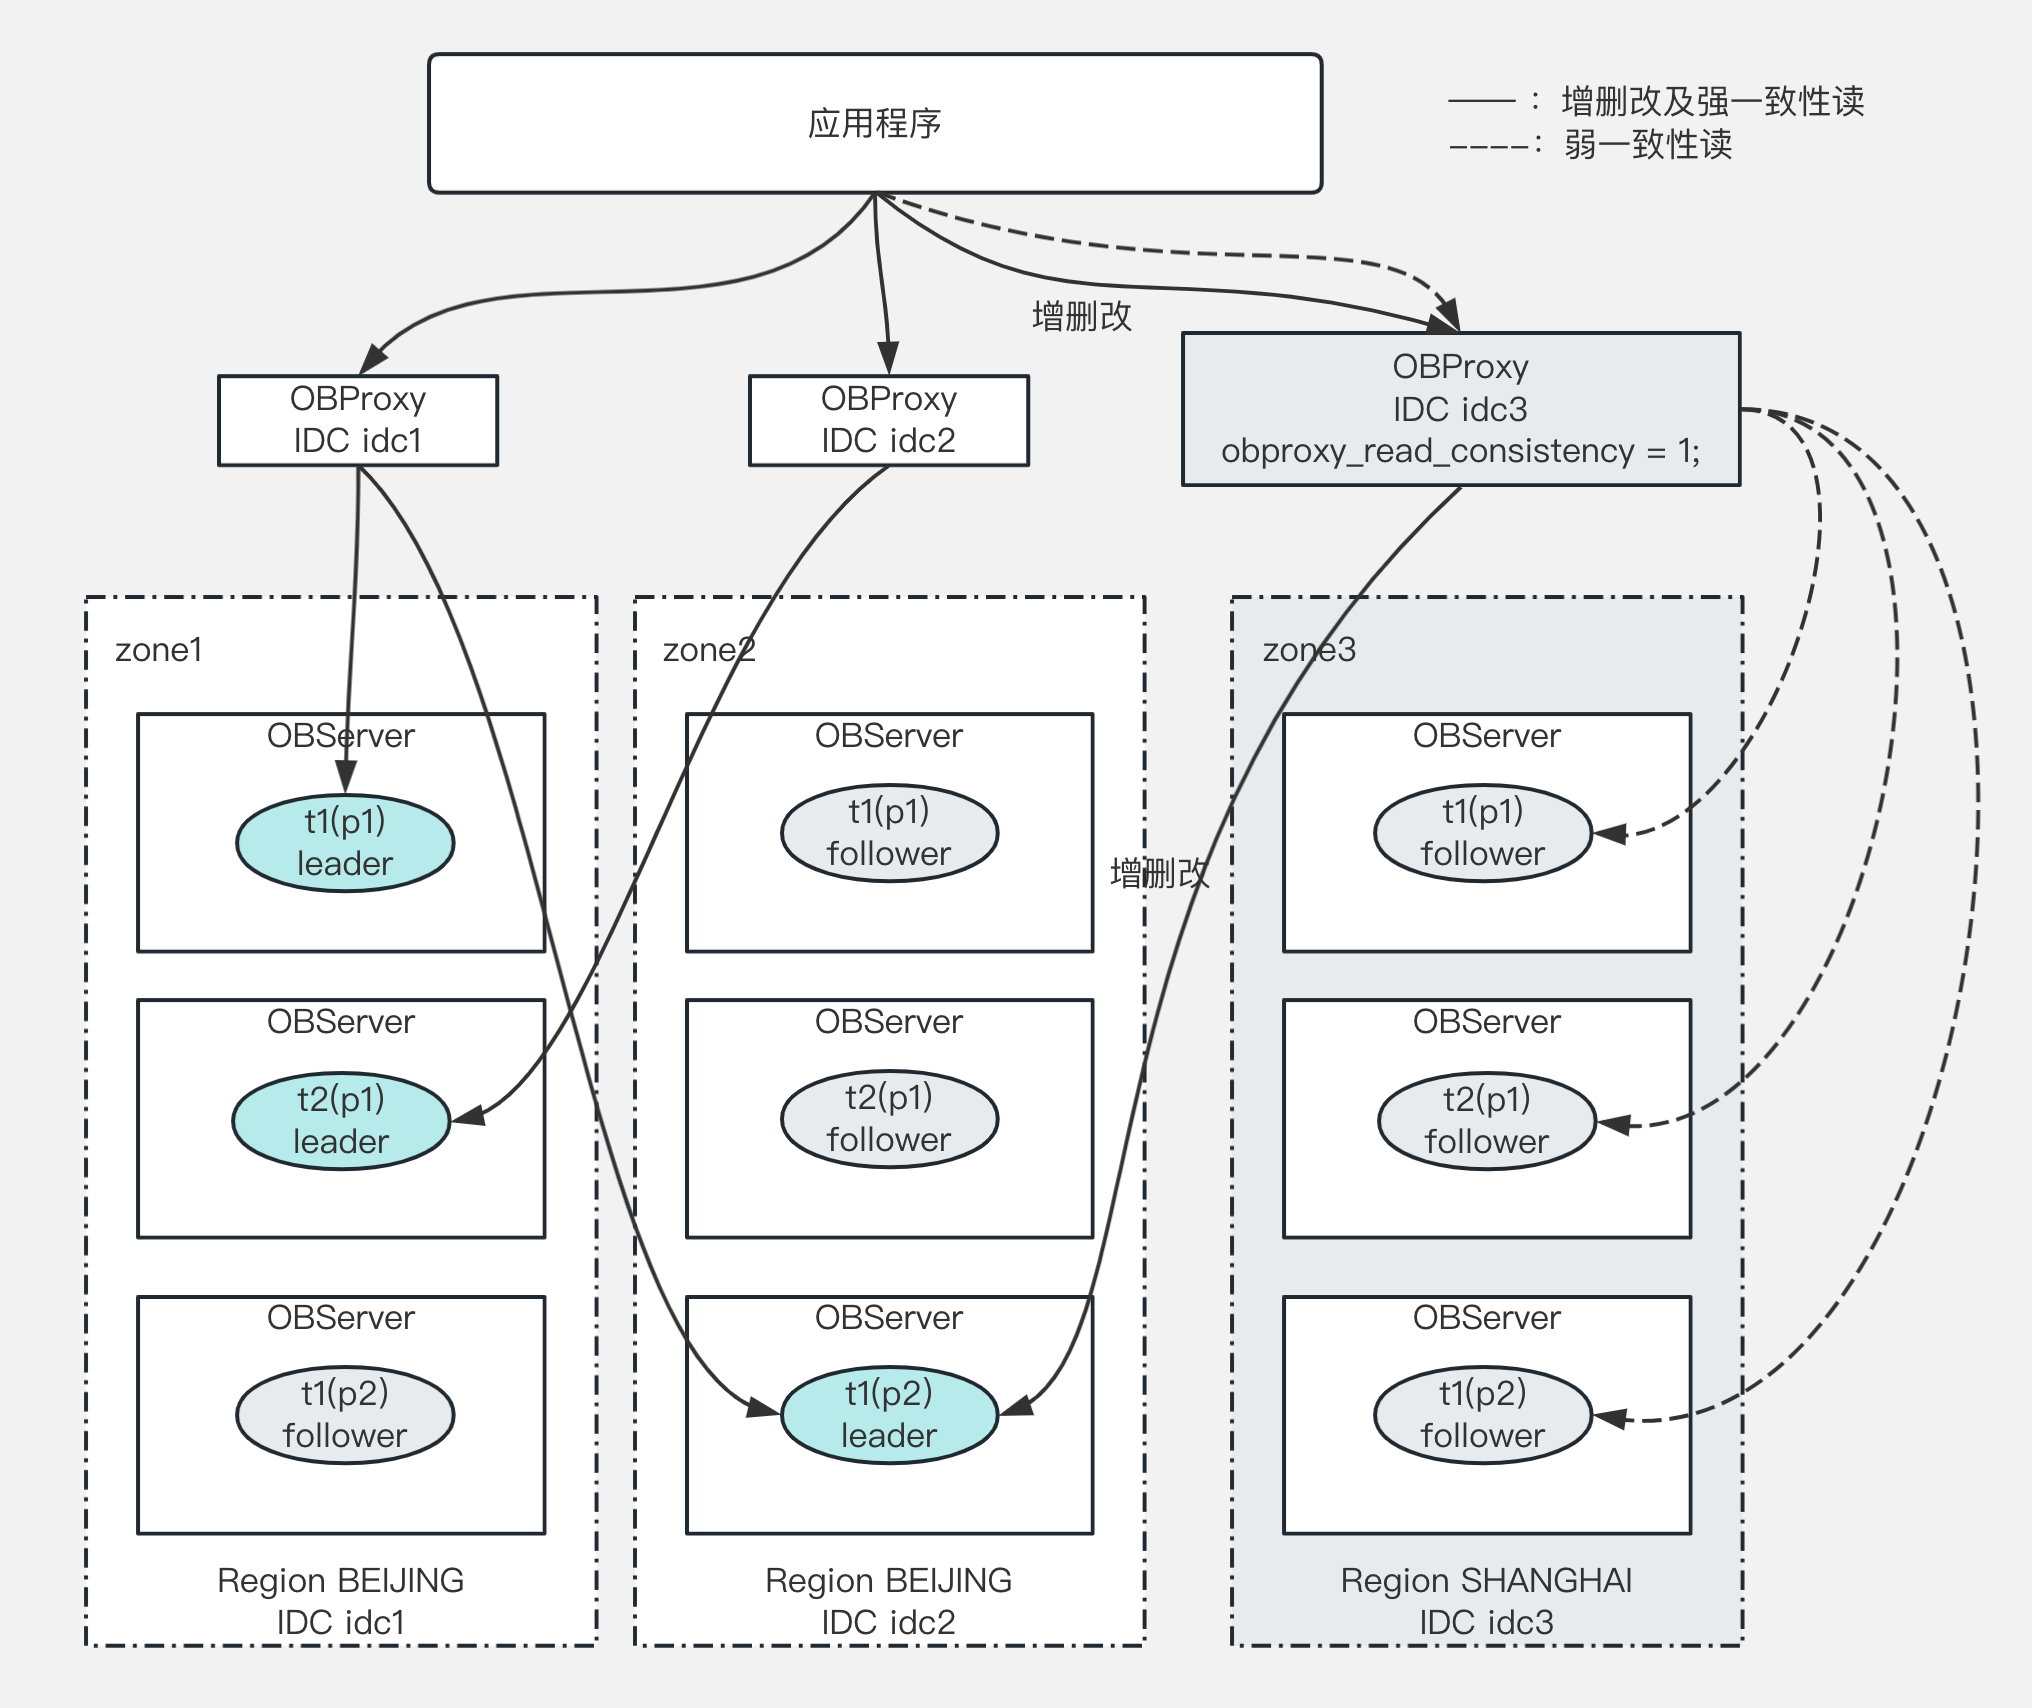 应用程序
——：增删改及强一致性读
----：弱一致性读
增删改
OBProxy
IDC idc1
OBProxy
IDC idc2
OBProxy
IDC idc3
obproxy_read_consistency = 1;
zone1
OBServer
t1(p1)
leader
OBServer
t2(p1)
leader
OBServer
t1(p2)
follower
Region BEIJING
IDC idc1
zone2
OBServer
t1(p1)
follower
OBServer
t2(p1)
follower
OBServer
t1(p2)
leader
Region BEIJING
IDC idc2
增删改
zone3
OBServer
t1(p1)
follower
OBServer
t2(p1)
follower
OBServer
t1(p2)
follower
Region SHANGHAI
IDC idc3